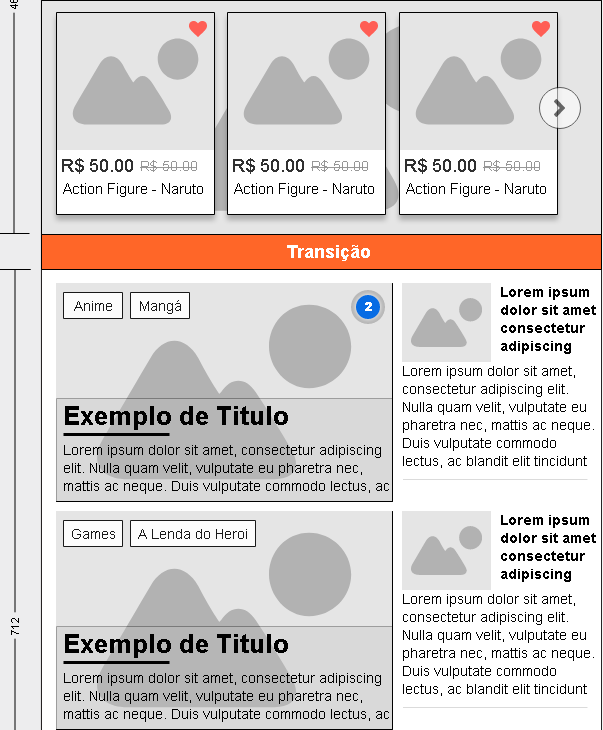 R$ 50.00 R$ 50.00
Action Figure - Naruto
R$ 50.00 R$ 50.00
Action Figure - Naruto
R$ 50.00 R$ 50.00
Action Figure - Naruto
Transição
Anime
Mangá
2
Exemplo de Titulo
Lorem ipsum dolor sit amet, consectetur adipiscing
elit. Nulla quam velit, vulputate eu pharetra nec,
mattis ac neque. Duis vulputate commodo lectus, ac
Lorem ipsum
dolor sit amet
consectetur
adipiscing
Lorem ipsum dolor sit amet,
consectetur adipiscing elit.
Nulla quam velit, vulputate eu
pharetra nec, mattis ac neque.
Duis vulputate commodo
lectus, ac blandit elit tincidunt
Games
A Lenda do Heroi
Exemplo de Titulo
Lorem ipsum dolor sit amet, consectetur adipiscing
elit. Nulla quam velit, vulputate eu pharetra nec,
mattis ac neque. Duis vulputate commodo lectus, ac
Lorem ipsum
dolor sit amet
consectetur
adipiscing
Lorem ipsum dolor sit amet,
consectetur adipiscing elit.
Nulla quam velit, vulputate eu
pharetra nec, mattis ac neque.
Duis vulputate commodo
lectus, ac blandit elit tincidunt
712